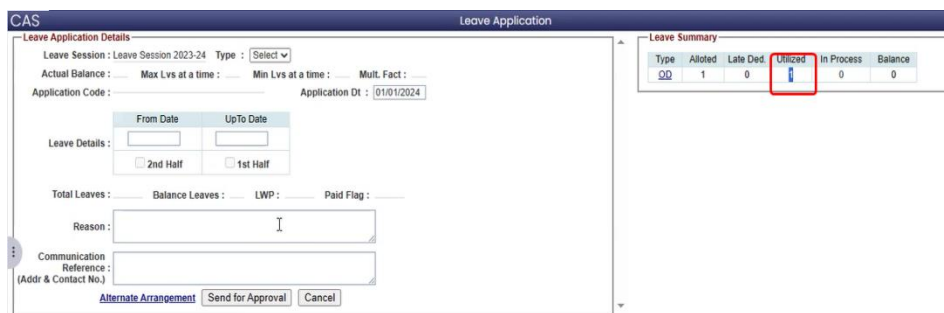 CAS
Leave Application
Leave Application Details
Leave Session : Leave Session 2023-24 Type : Select
Actual Balance : Max Lvs at a time : Min Lvs at a time : Mult. Fact :
Application Code : Application Dt : 01/01/2024
From Date UpTo Date
Leave Details :
2nd Half 1st Half
Total Leaves : Balance Leaves : LWP : Paid Flag :
Reason :
Communication
Reference :
(Addr & Contact No.)
Alternate Arrangement Send for Approval Cancel
Leave Summary
Type Alloted Late Ded. Utilized In Process Balance
OD 1 0 1 0 0